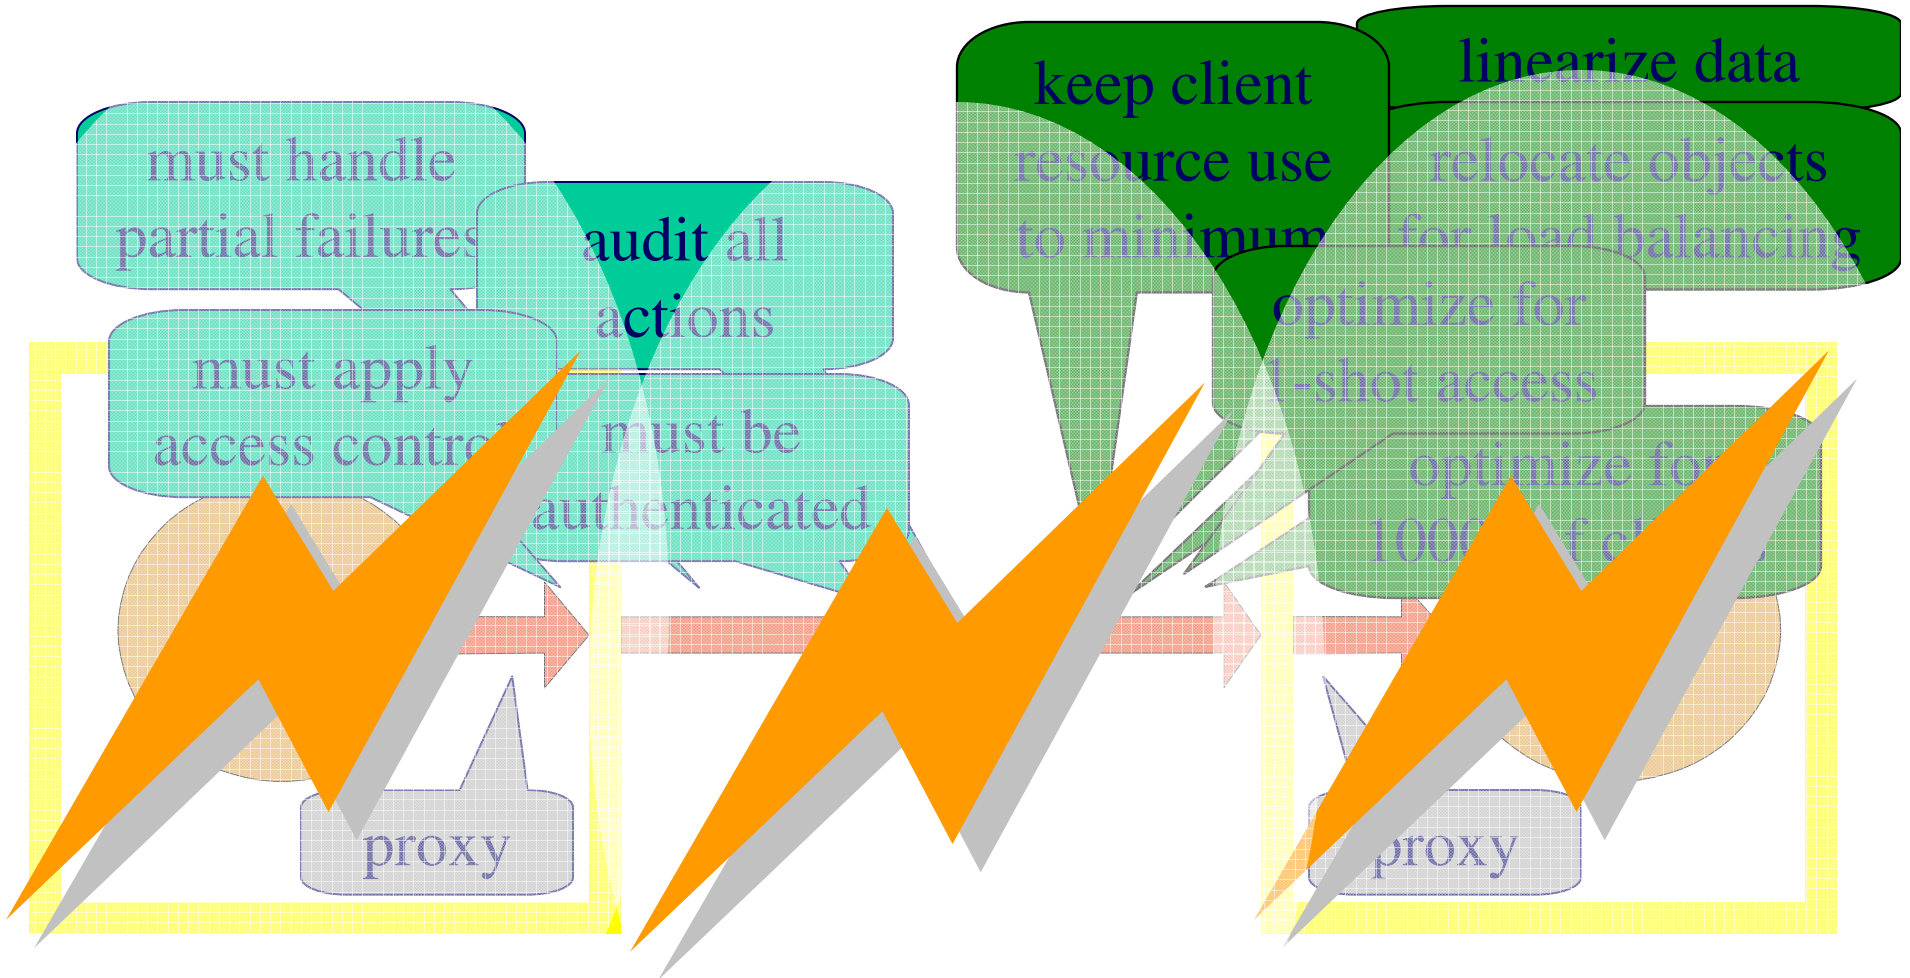 must handle
partial failures
audit all
actions
must apply
access control
must be
authenticated
keep client
resource use
to minimum
linearize data
relocate objects
for load balancing
optimize for
1-shot access
optimize for
proxy
proxy